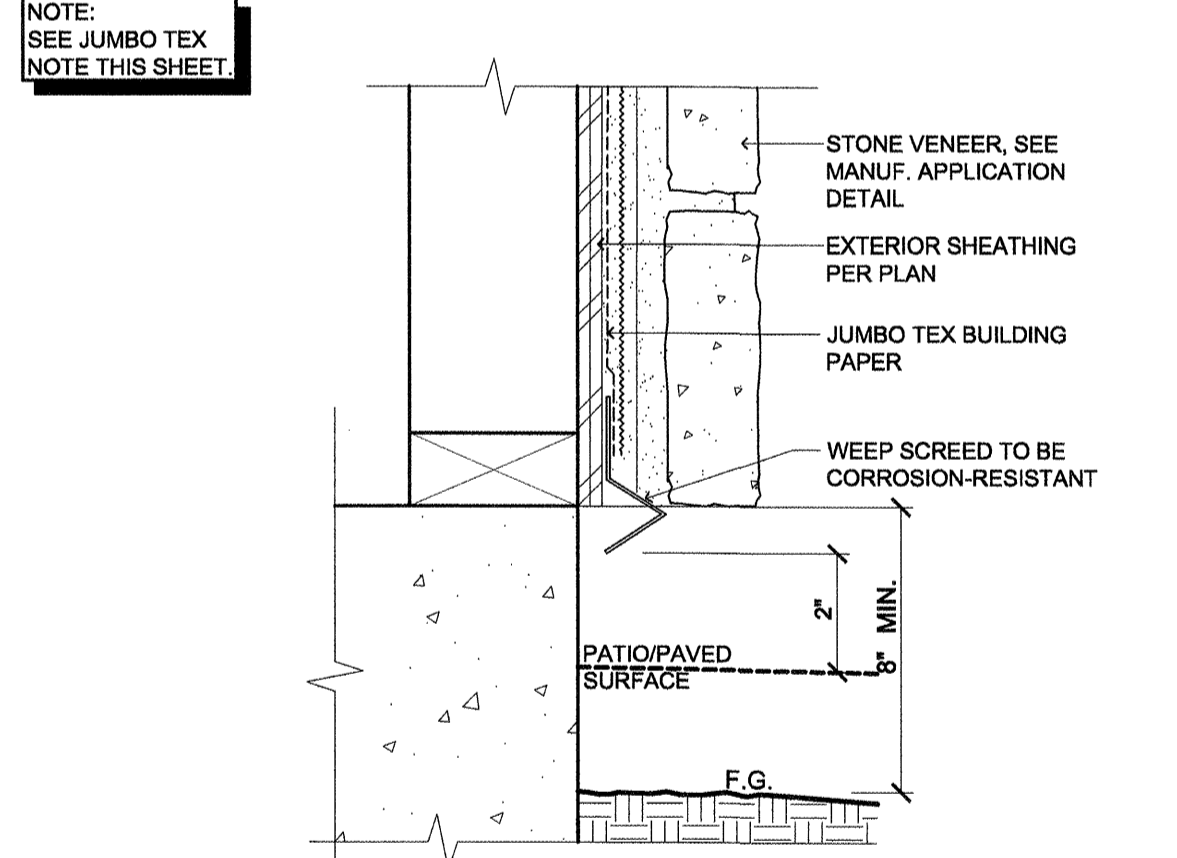 NOTE:
SEE JUMBO TEX
NOTE THIS SHEET.
STONE VENEER, SEE
MANUF. APPLICATION
DETAIL
EXTERIOR SHEATHING
PER PLAN
JUMBO TEX BUILDING
PAPER
WEEP SCREED TO BE
CORROSION-RESISTANT
2"
8" MIN.
PATIO/PAVED
SURFACE
F.G.